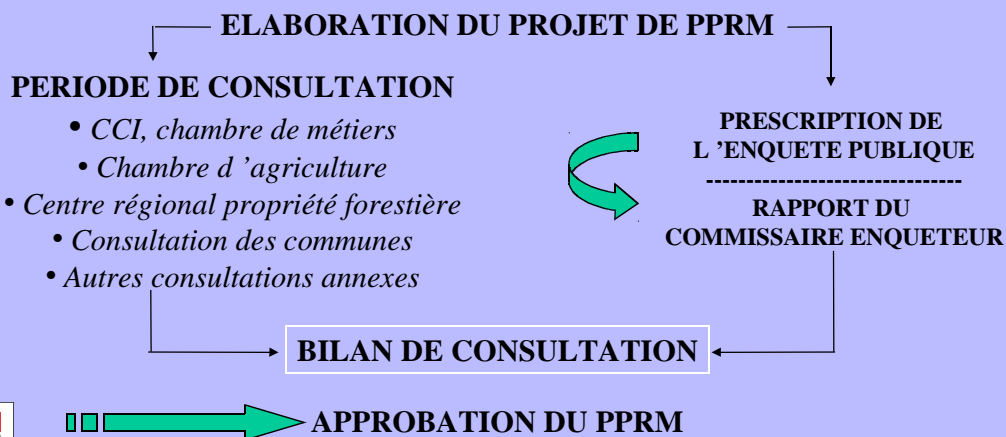 ELABORATION DU PROJET DE PPRM
PERIODE DE CONSULTATION
• CCI, chambre de métiers
• Chambre d ’agriculture
• Centre régional propriété forestière
• Consultation des communes
• Autres consultations annexes
PRESCRIPTION DE
L ’ENQUETE PUBLIQUE
--------------------------------
RAPPORT DU
COMMISSAIRE ENQUETEUR
BILAN DE CONSULTATION
APPROBATION DU PPRM